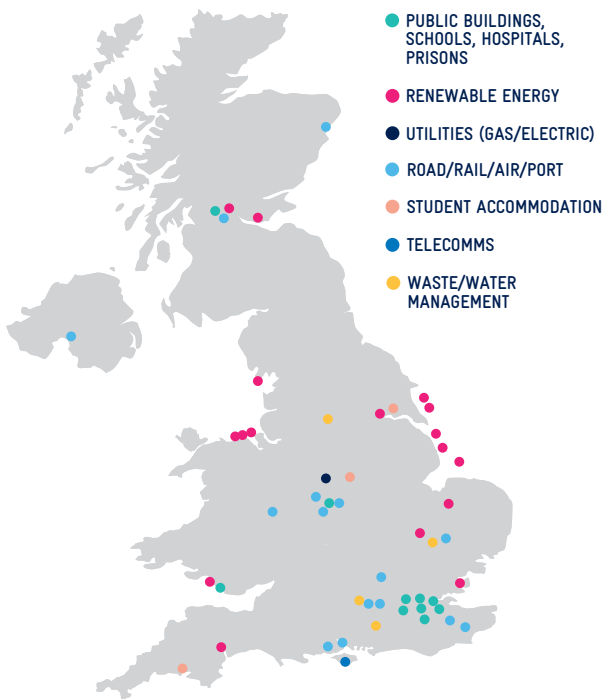 PUBLIC BUILDINGS,
SCHOOLS, HOSPITALS,
PRISONS
RENEWABLE ENERGY
UTILITIES (GAS/ELECTRIC)
ROAD/RAIL/AIR/PORT
STUDENT ACCOMMODATION
TELECOMMS
WASTE/WATER
MANAGEMENT